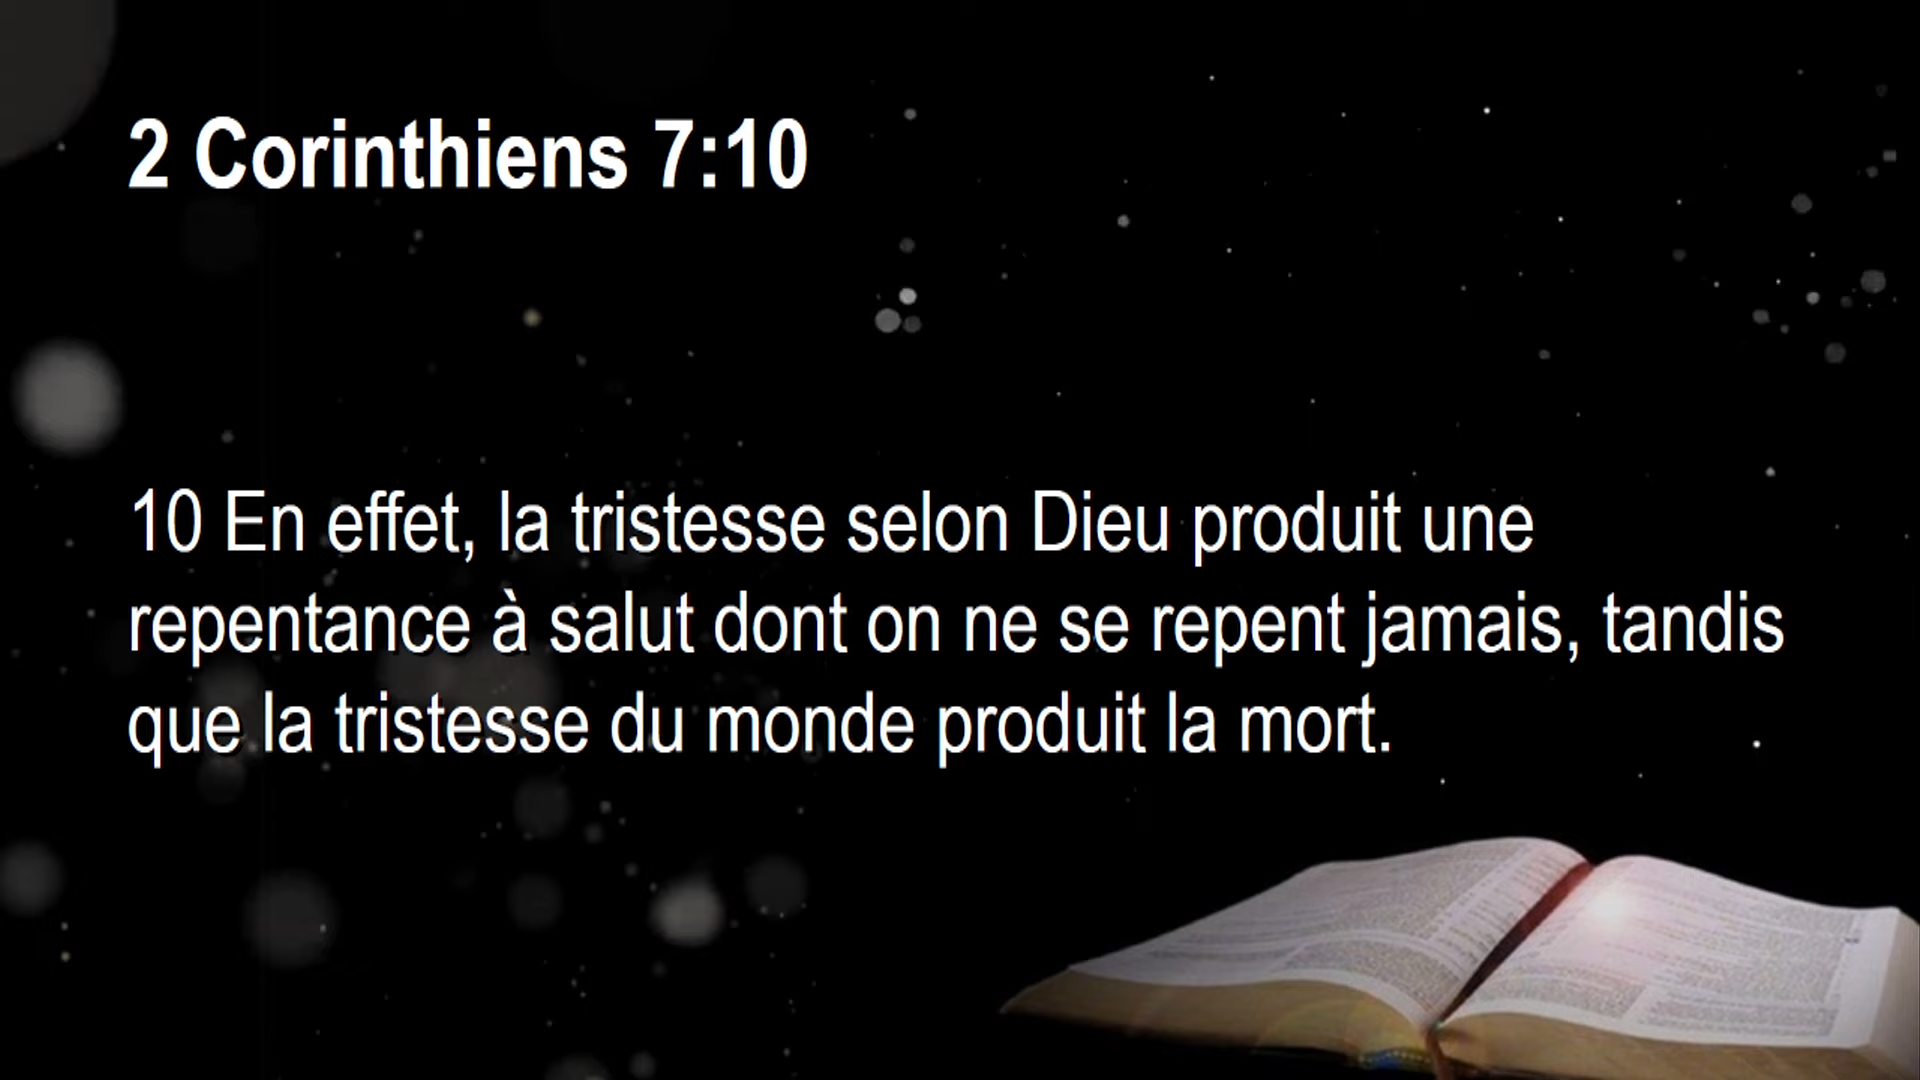 2 Corinthiens 7:10
10 En effet, la tristesse selon Dieu produit une
repentance à salut dont on ne se repent jamais, tandis
que la tristesse du monde produit la mort.